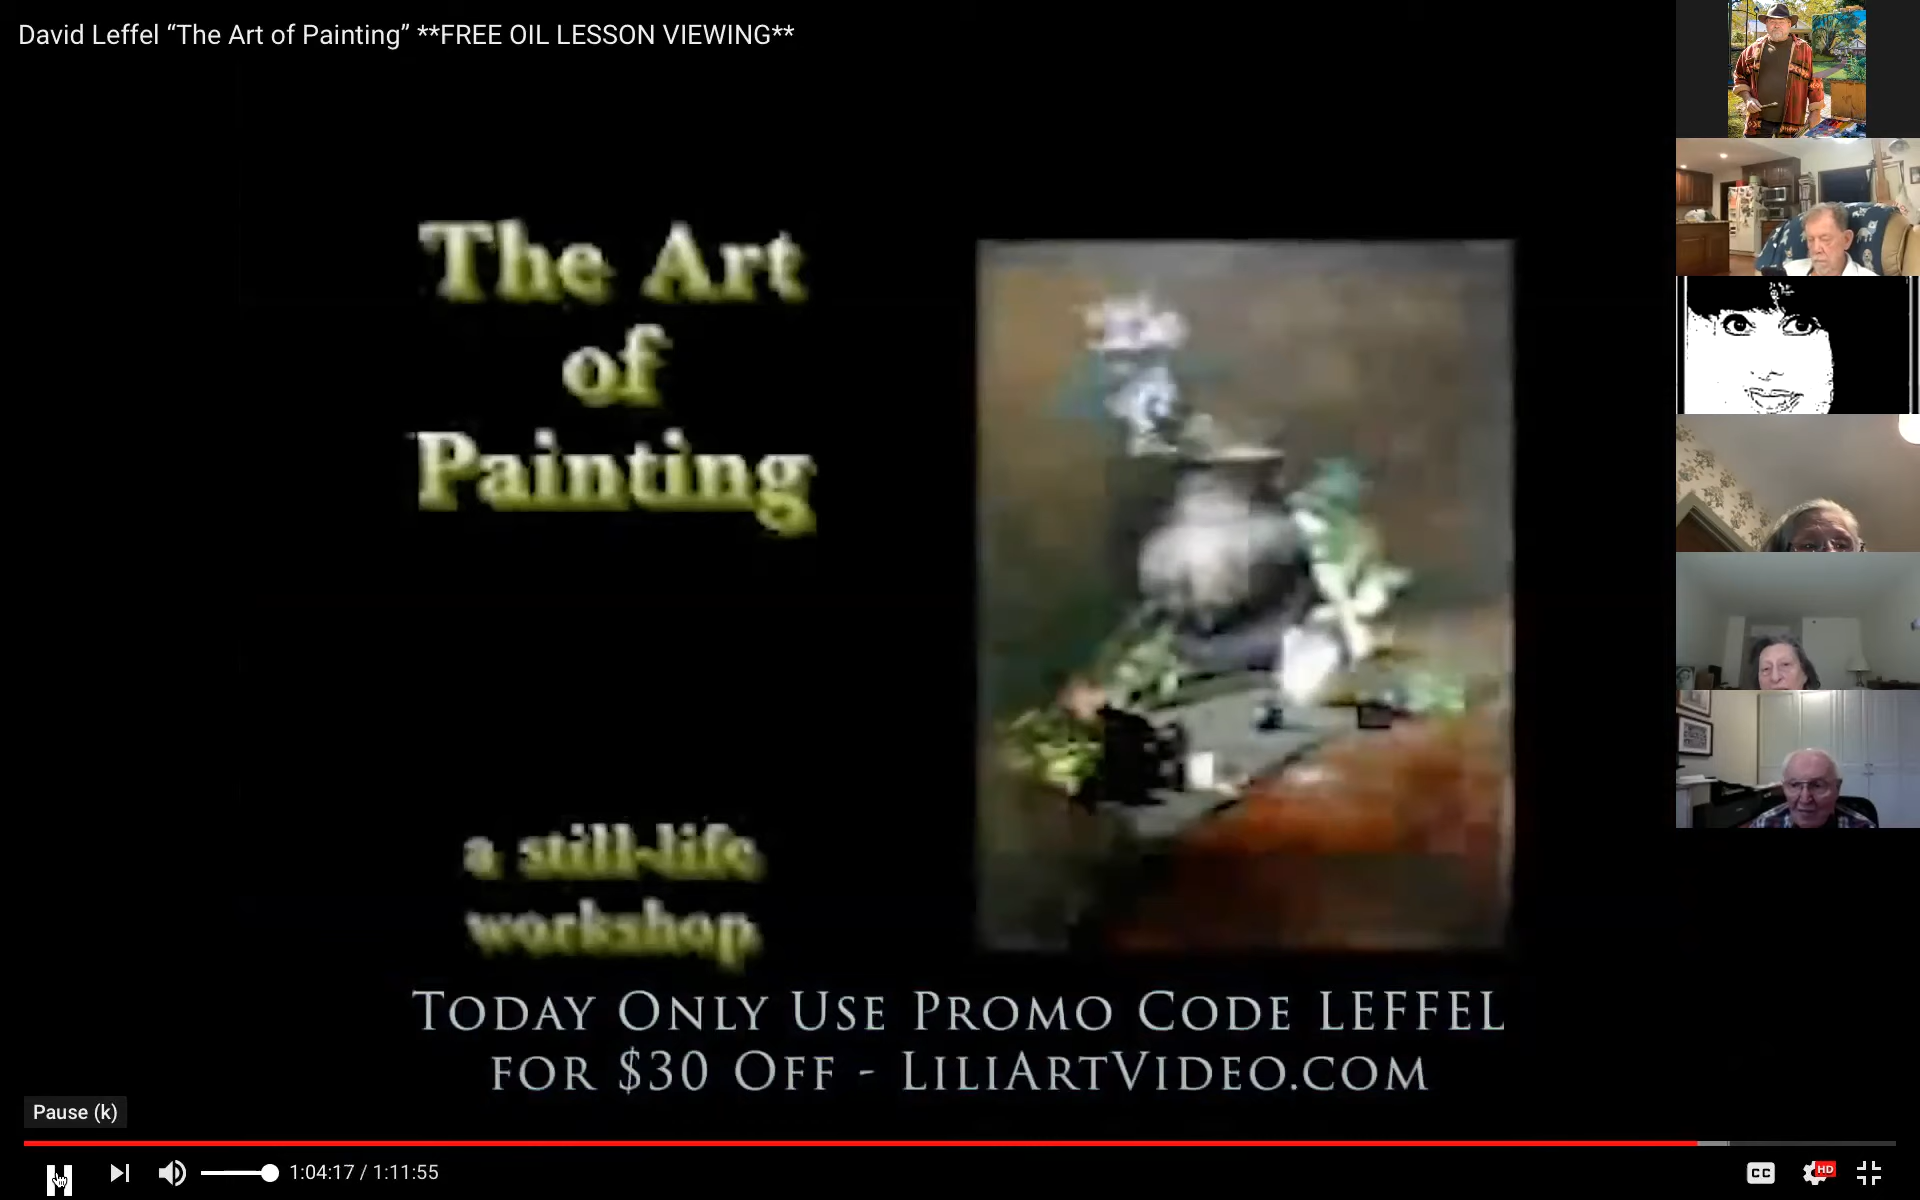 David Leffel “The Art of Painting” **FREE OIL LESSON VIEWING**
The Art
of
Painting
a still-life
workshop
TODAY ONLY USE PROMO CODE LEFFEL
FOR $30 OFF - LILIARTVIDEO.COM
Pause (k)
1:04:17 / 1:11:55
CC
HD